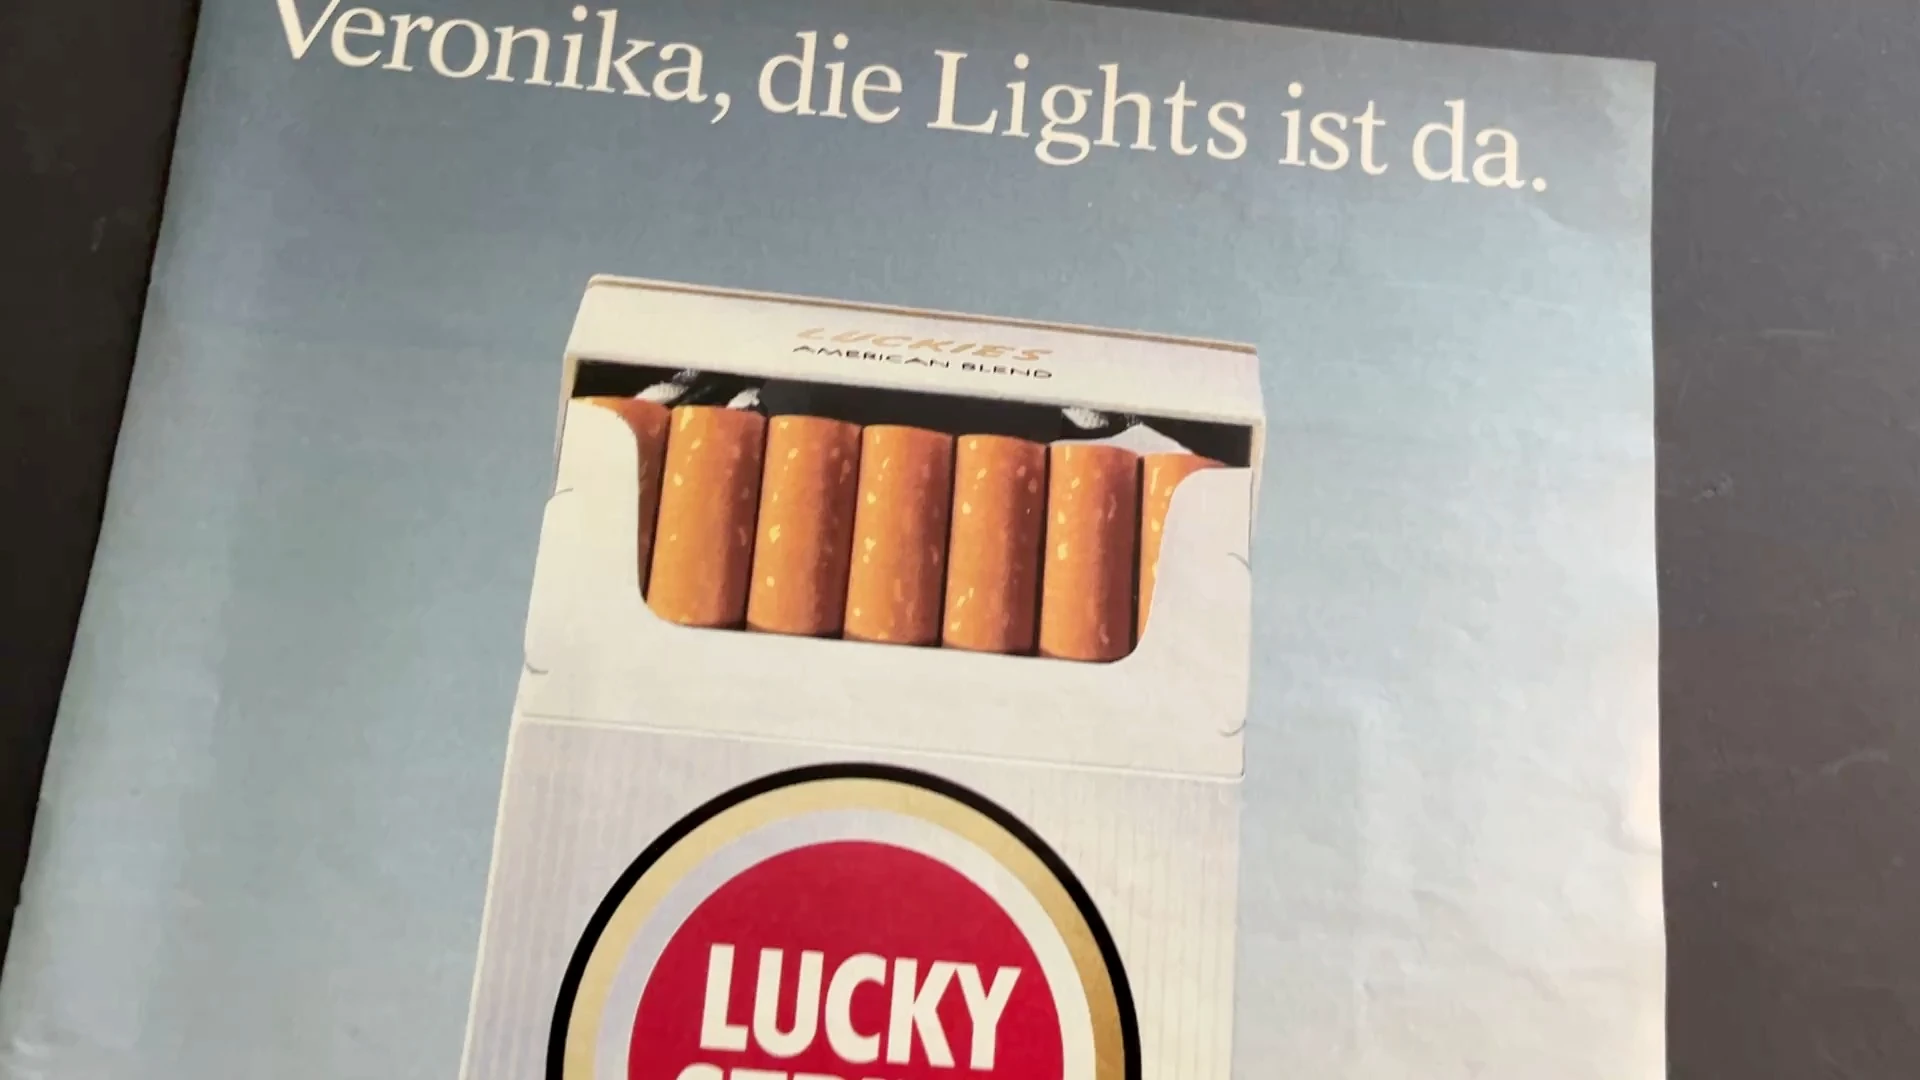 Veronika, die Lights ist da.
LUCKIES
AMERICAN BLEND
LUCKY